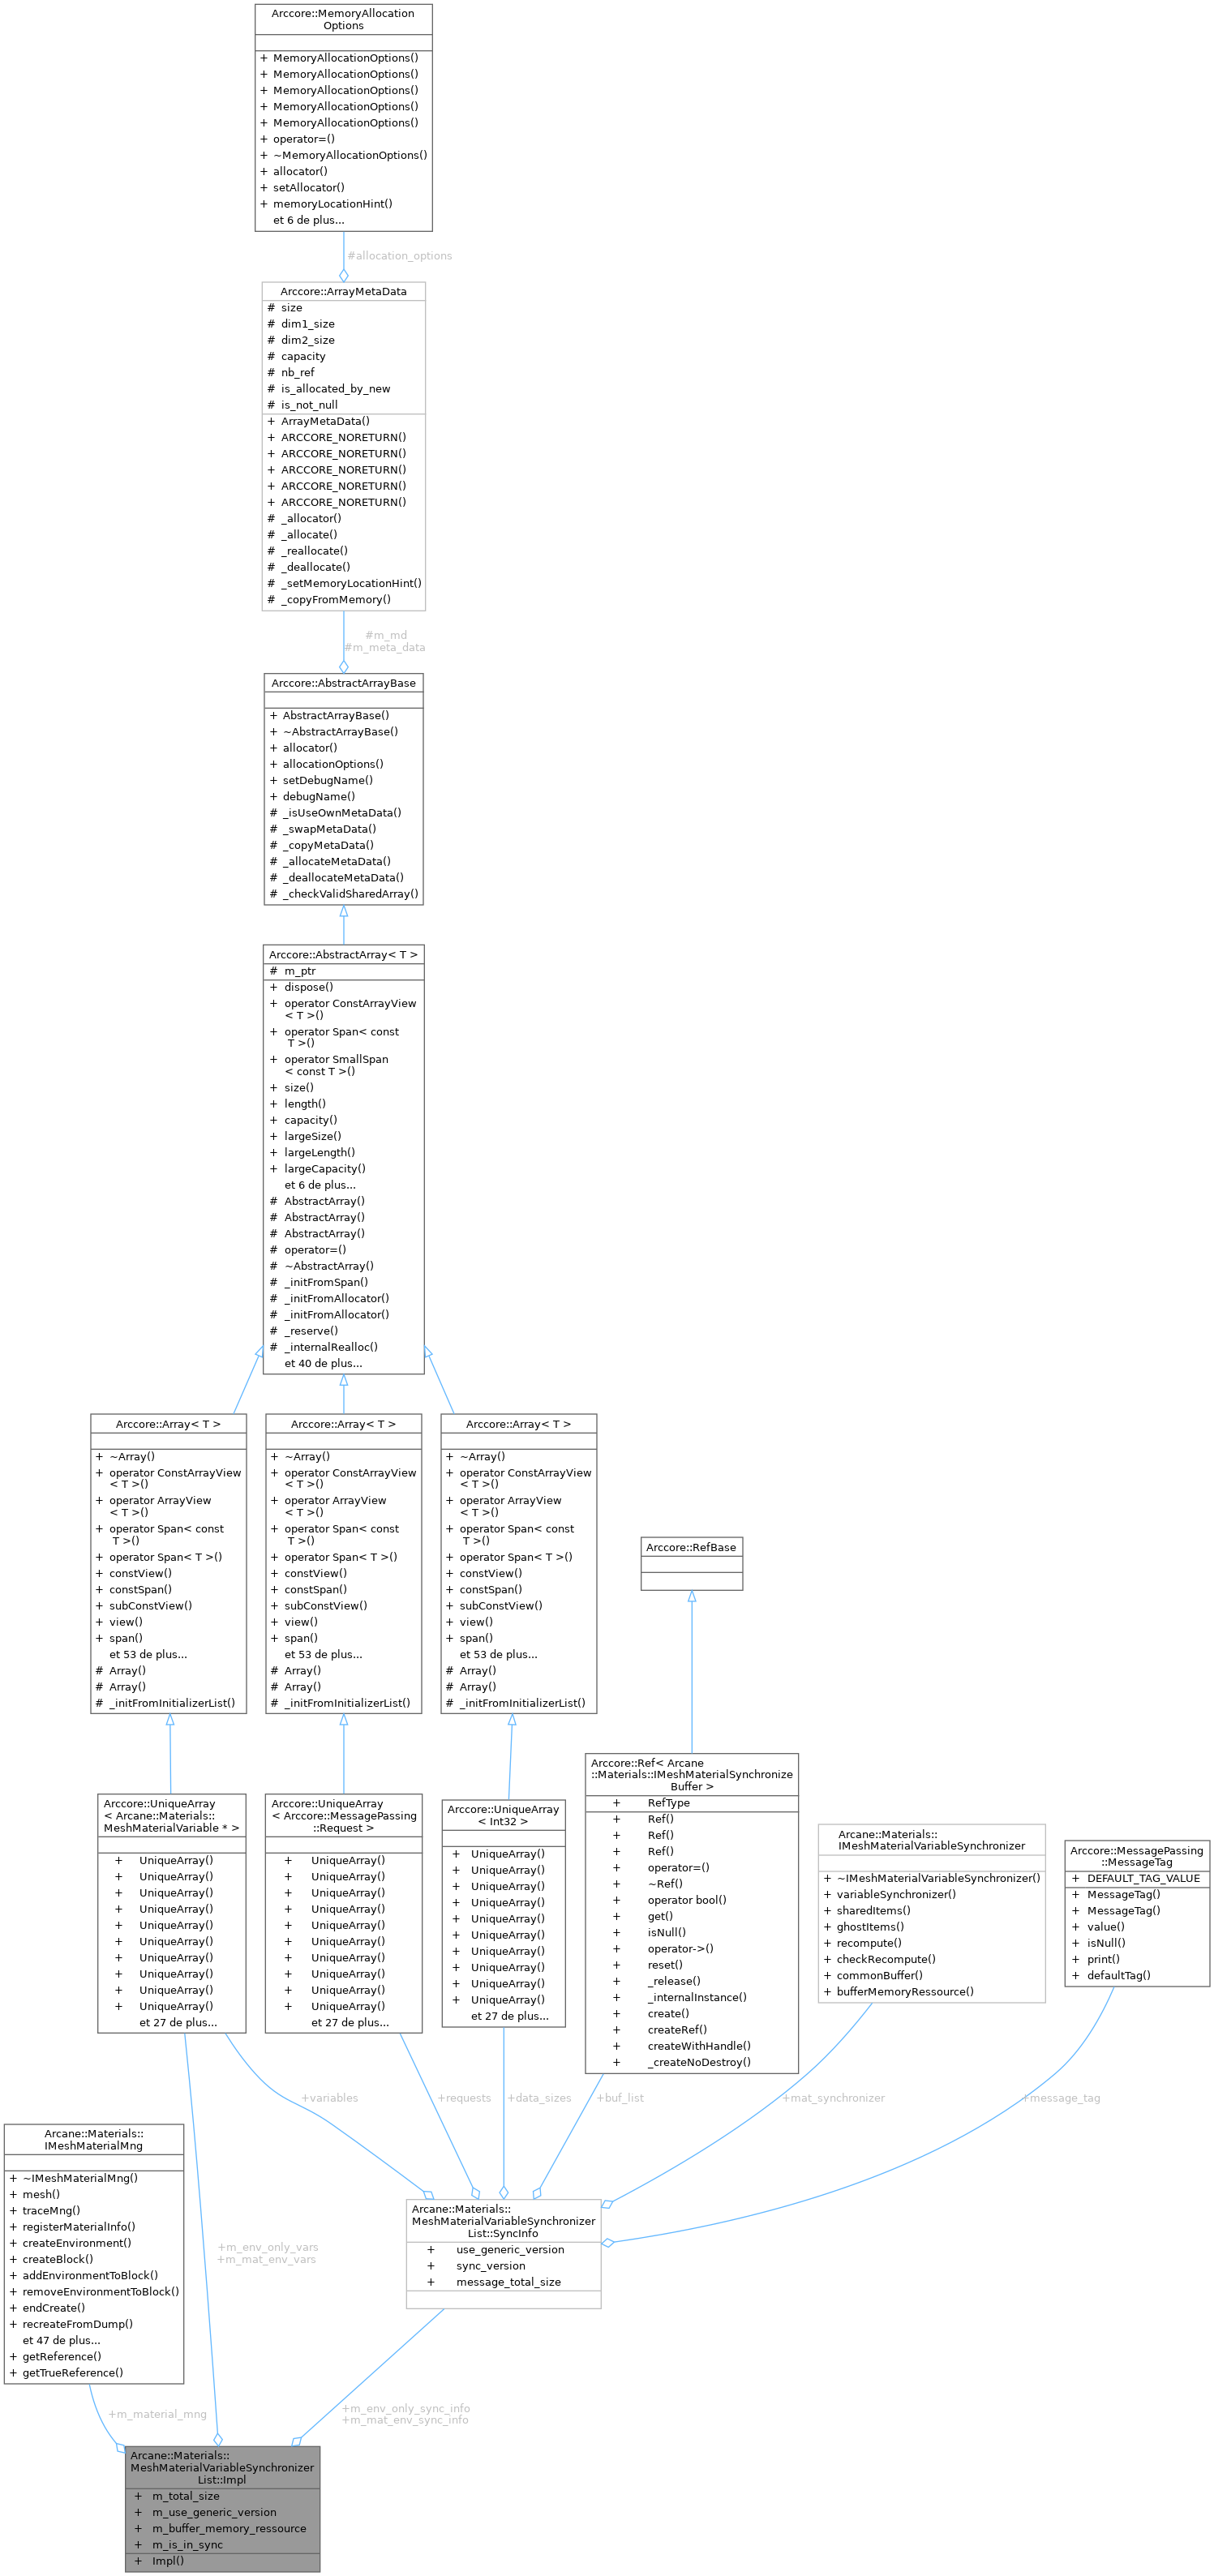 Arccore::MemoryAllocation
Options
+ MemoryAllocationOptions()
+ MemoryAllocationOptions()
+ MemoryAllocationOptions()
+ MemoryAllocationOptions()
+ MemoryAllocationOptions()
+ operator=()
+ ~MemoryAllocationOptions()
+ allocator()
+ setAllocator()
+ memoryLocationHint()
et 6 de plus...
#allocation_options
Arccore::ArrayMetaData
# size
# dim1_size
# dim2_size
# capacity
# nb_ref
# is_allocated_by_new
# is_not_null
+ ArrayMetaData()
+ ARCCORE_NORETURN()
+ ARCCORE_NORETURN()
+ ARCCORE_NORETURN()
+ ARCCORE_NORETURN()
+ ARCCORE_NORETURN()
# _allocator()
# _allocate()
# _reallocate()
# _deallocate()
# _setMemoryLocationHint()
# _copyFromMemory()
#m_md
#m_meta_data
Arccore::AbstractArrayBase
+ AbstractArrayBase()
+ ~AbstractArrayBase()
+ allocator()
+ allocationOptions()
+ setDebugName()
+ debugName()
# _isUseOwnMetaData()
# _swapMetaData()
# _copyMetaData()
# _allocateMetaData()
# _deallocateMetaData()
# _checkValidSharedArray()
Arccore::AbstractArray< T >
# m_ptr
+ dispose()
+ operator ConstArrayView
< T >()
+ operator Span< const
T >()
+ operator SmallSpan
< const T >()
+ size()
+ length()
+ capacity()
+ largeSize()
+ largeLength()
+ largeCapacity()
et 6 de plus...
# AbstractArray()
# AbstractArray()
# AbstractArray()
# operator=()
# ~AbstractArray()
# _initFromSpan()
# _initFromAllocator()
# _initFromAllocator()
# _reserve()
# _internalRealloc()
et 40 de plus...
Arccore::Array< T >
+ ~Array()
+ operator ConstArrayView
< T >()
+ operator ArrayView
< T >()
+ operator Span< const
T >()
+ operator Span< T >()
+ constView()
+ constSpan()
+ subConstView()
+ view()
+ span()
et 53 de plus...
# Array()
# Array()
# _initFromInitializerList()
Arccore::Array< T >
+ ~Array()
+ operator ConstArrayView
< T >()
+ operator ArrayView
< T >()
+ operator Span< const
T >()
+ operator Span< T >()
+ constView()
+ constSpan()
+ subConstView()
+ view()
+ span()
et 53 de plus...
# Array()
# Array()
# _initFromInitializerList()
Arccore::Array< T >
+ ~Array()
+ operator ConstArrayView
< T >()
+ operator ArrayView
< T >()
+ operator Span< const
T >()
+ operator Span< T >()
+ constView()
+ constSpan()
+ subConstView()
+ view()
+ span()
et 53 de plus...
# Array()
# Array()
# _initFromInitializerList()
Arccore::RefBase
Arccore::UniqueArray
< Arcane::Materials::
MeshMaterialVariable * >
+ UniqueArray()
+ UniqueArray()
+ UniqueArray()
+ UniqueArray()
+ UniqueArray()
+ UniqueArray()
+ UniqueArray()
+ UniqueArray()
+ UniqueArray()
+ UniqueArray()
et 27 de plus...
Arccore::UniqueArray
< Arccore::MessagePassing
::Request >
+ UniqueArray()
+ UniqueArray()
+ UniqueArray()
+ UniqueArray()
+ UniqueArray()
+ UniqueArray()
+ UniqueArray()
+ UniqueArray()
+ UniqueArray()
+ UniqueArray()
et 27 de plus...
Arccore::UniqueArray
< Int32 >
+ UniqueArray()
+ UniqueArray()
+ UniqueArray()
+ UniqueArray()
+ UniqueArray()
+ UniqueArray()
+ UniqueArray()
+ UniqueArray()
+ UniqueArray()
+ UniqueArray()
et 27 de plus...
Arccore::Ref< Arcane
::Materials::IMeshMaterialSynchronize
Buffer >
+ RefType
+ Ref()
+ Ref()
+ Ref()
+ operator=()
+ ~Ref()
+ operator bool()
+ get()
+ isNull()
+ operator->()
+ reset()
+ _release()
+ _internalInstance()
+ create()
+ createRef()
+ createWithHandle()
+ _createNoDestroy()
Arcane::Materials::
IMeshMaterialVariableSynchronizer
+ ~IMeshMaterialVariableSynchronizer()
+ variableSynchronizer()
+ sharedItems()
+ ghostItems()
+ recompute()
+ checkRecompute()
+ commonBuffer()
+ bufferMemoryRessource()
Arccore::MessagePassing
::MessageTag
+ DEFAULT_TAG_VALUE
+ MessageTag()
+ MessageTag()
+ value()
+ isNull()
+ print()
+ defaultTag()
+variables
+requests
+data_sizes
+buf_list
+mat_synchronizer
+message_tag
Arcane::Materials::
IMeshMaterialMng
+ ~IMeshMaterialMng()
+ mesh()
+ traceMng()
+ registerMaterialInfo()
+ createEnvironment()
+ createBlock()
+ addEnvironmentToBlock()
+ removeEnvironmentToBlock()
+ endCreate()
+ recreateFromDump()
et 47 de plus...
+ getReference()
+ getTrueReference()
+m_env_only_vars
+m_mat_env_vars
Arcane::Materials::
MeshMaterialVariableSynchronizer
List::SyncInfo
+ use_generic_version
+ sync_version
+ message_total_size
+m_material_mng
+m_env_only_sync_info
+m_mat_env_sync_info
Arcane::Materials::
MeshMaterialVariableSynchronizer
List::Impl
+ m_total_size
+ m_use_generic_version
+ m_buffer_memory_ressource
+ m_is_in_sync
+ Impl()